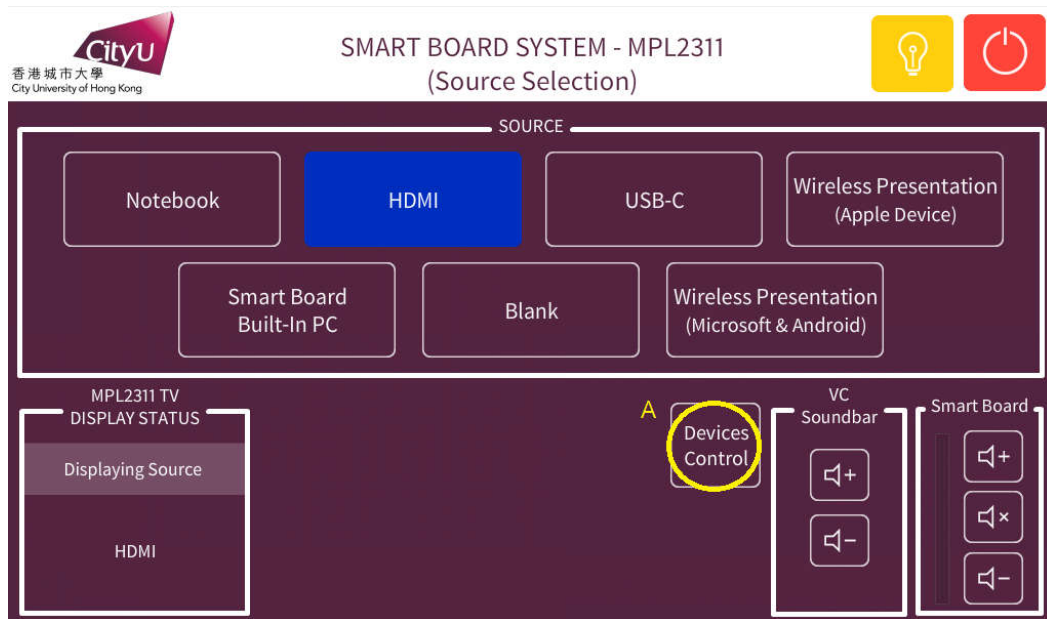 CityU
香港城市大學
City University of Hong Kong
SMART BOARD SYSTEM - MPL2311
(Source Selection)
SOURCE
Notebook
HDMI
USB-C
Wireless Presentation
(Apple Device)
Smart Board
Built-In PC
Blank
Wireless Presentation
(Microsoft & Android)
MPL2311 TV
DISPLAY STATUS
Displaying Source
HDMI
A
Devices
Control
VC
Soundbar
Smart Board